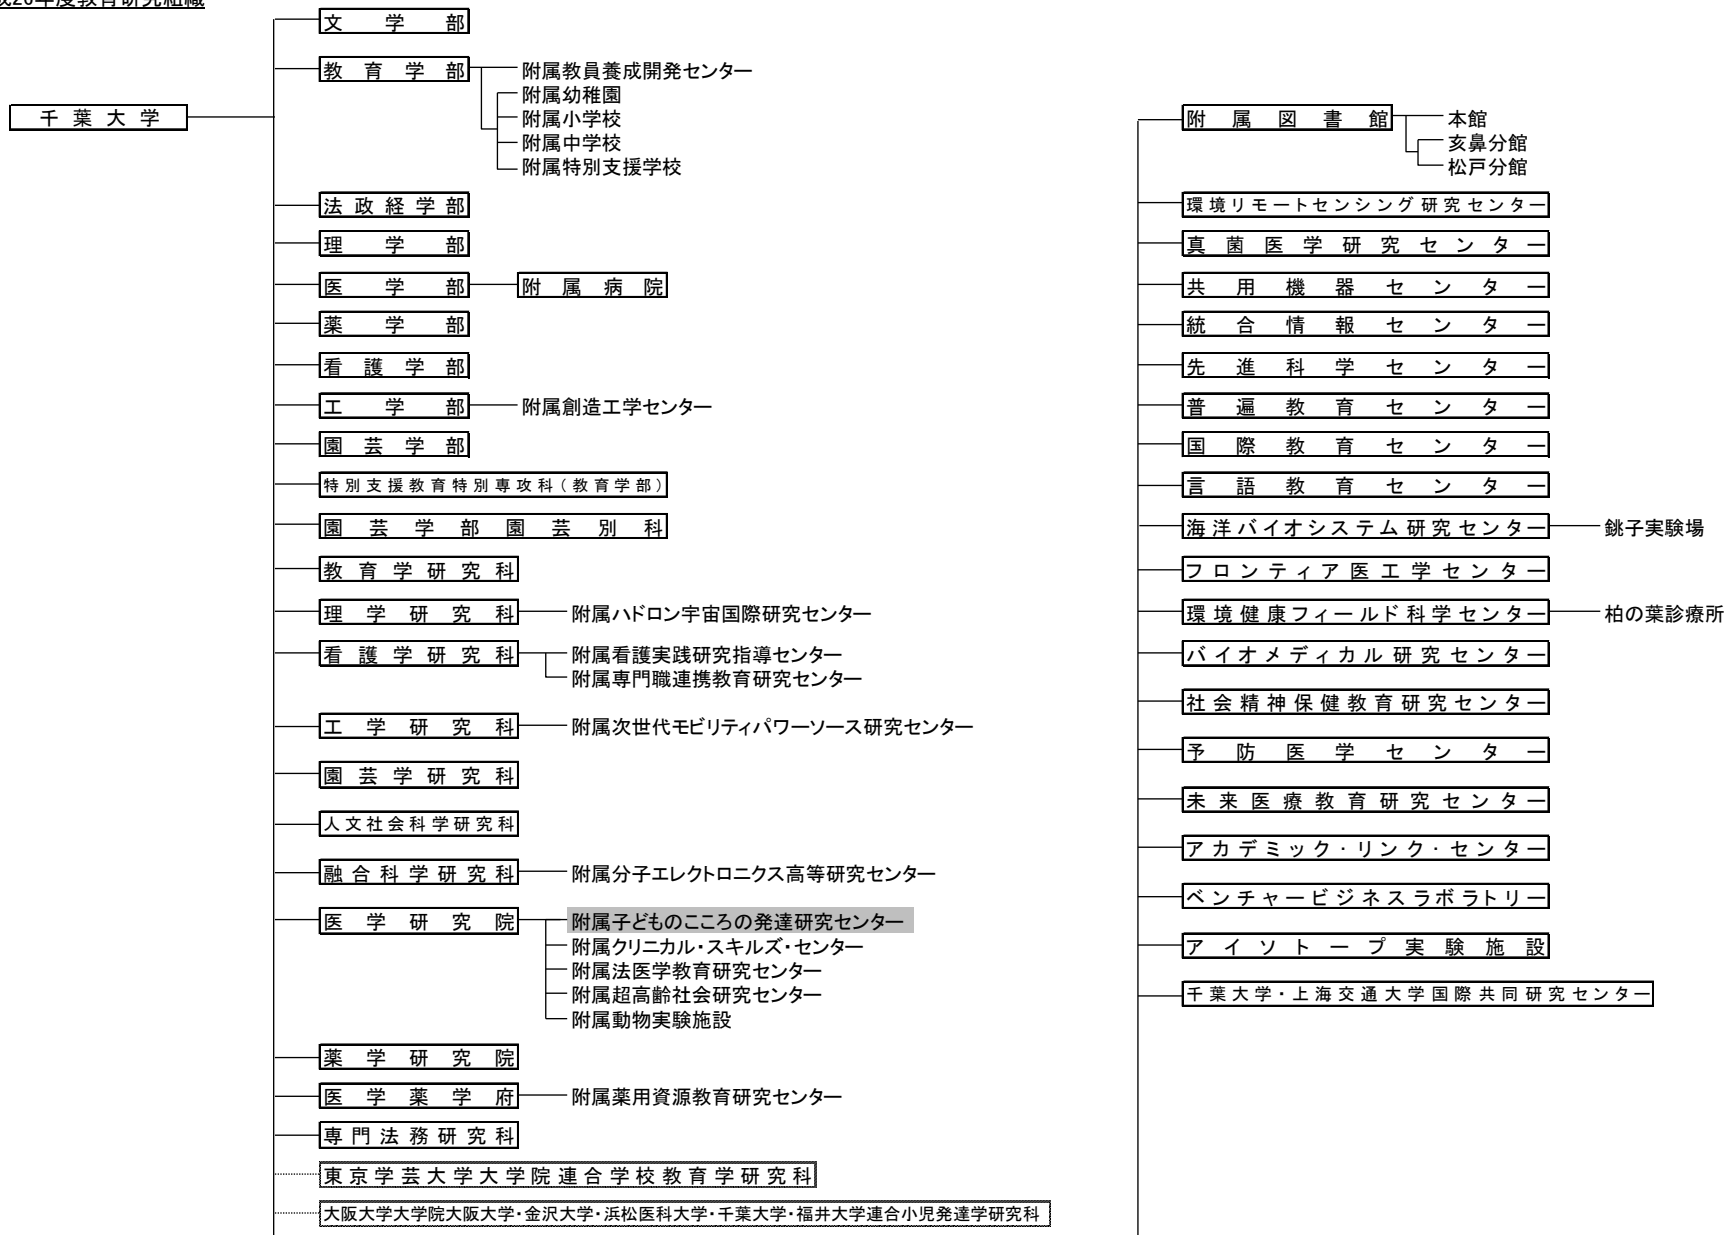 成26年度教育研究組織
千葉大学
文学部
教育学部
附属教員養成開発センター
附属幼稚園
附属小学校
附属中学校
附属特別支援学校
法政経学部
理学部
医学部
附属病院
薬学部
看護学部
工学部
附属創造工学センター
園芸学部
特別支援教育特別専攻科(教育学部)
園芸学部園芸別科
教育学研究科
理学研究科
附属ハドロン宇宙国際研究センター
看護学研究科
附属看護実践研究指導センター
附属専門職連携教育研究センター
工学研究科
附属次世代モビリティパワーソース研究センター
園芸学研究科
人文社会科学研究科
融合科学研究科
附属分子エレクトロニクス高等研究センター
医学研究院
附属子どものこころの発達研究センター
附属クリニカル・スキルズ・センター
附属法医学教育研究センター
附属超高齢社会研究センター
附属動物実験施設
薬学研究院
医学薬学府
附属薬用資源教育研究センター
専門法務研究科
東京学芸大学大学院連合学校教育学研究科
大阪大学大学院大阪大学・金沢大学・浜松医科大学・千葉大学・福井大学連合小児発達学研究科
附属図書館
本館
亥鼻分館
松戸分館
環境リモートセンシング研究センター
真菌医学研究センター
共用機器センター
統合情報センター
先進科学センター
普遍教育センター
国際教育センター
言語教育センター
海洋バイオシステム研究センター
銚子実験場
フロンティア医工学センター
環境健康フィールド科学センター
柏の葉診療所
バイオメディカル研究センター
社会精神保健教育研究センター
予防医学センター
未来医療教育研究センター
アカデミック・リンク・センター
ベンチャービジネスラボラトリー
アイソトープ実験施設
千葉大学・上海交通大学国際共同研究センター